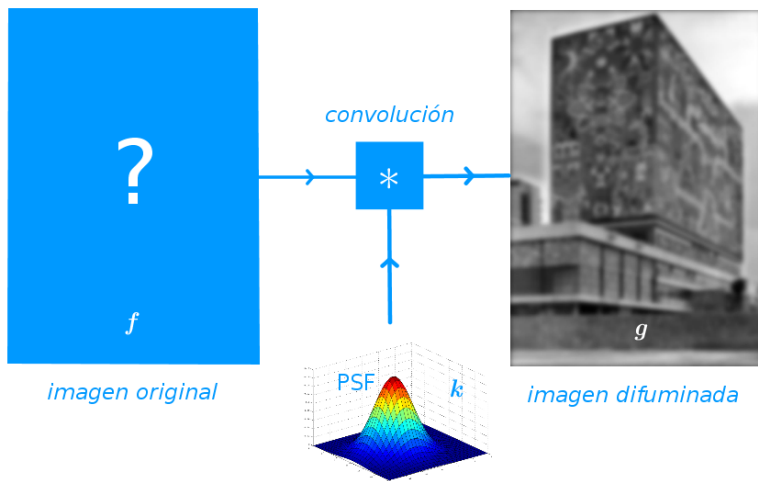 convolución
?
*
f
g
imagen original
PSF
k
imagen difuminada